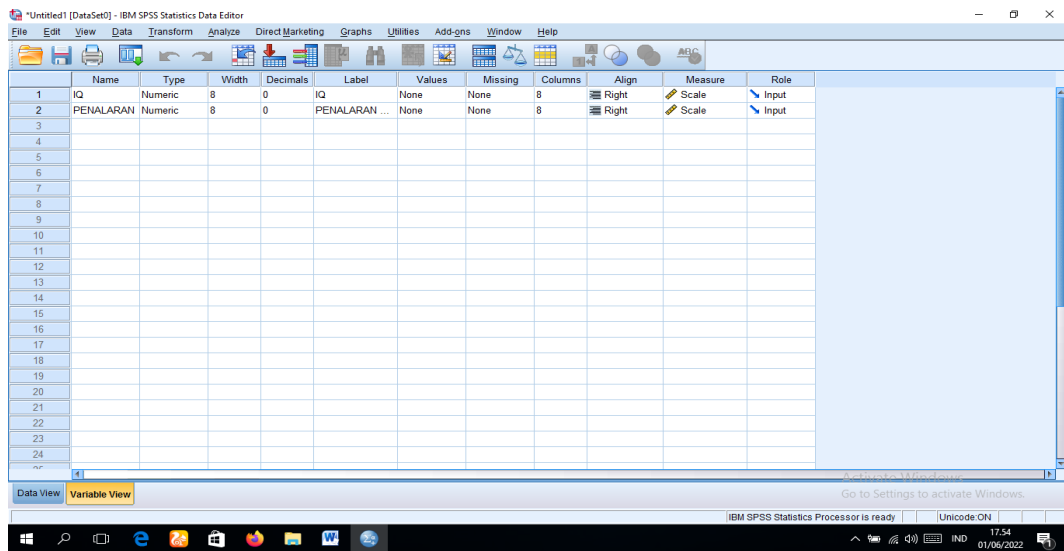 *Untitled1 [DataSet0] - IBM SPSS Statistics Data Editor
File Edit View Data Transform Analyze Direct Marketing Graphs Utilities Add-ons Window Help
Name Type Width Decimals Label Values Missing Columns Align Measure Role
1 IQ Numeric 8 0 IQ None None 8 Right Scale Input
2 PENALARAN Numeric 8 0 PENALARAN ... None None 8 Right Scale Input
3
4
5
6
7
8
9
10
11
12
13
14
15
16
17
18
19
20
21
22
23
24
Activate Windows
Data View Variable View Go to Settings to activate Windows.
IBM SPSS Statistics Processor is ready Unicode:ON
IND 17.54
01/06/2022